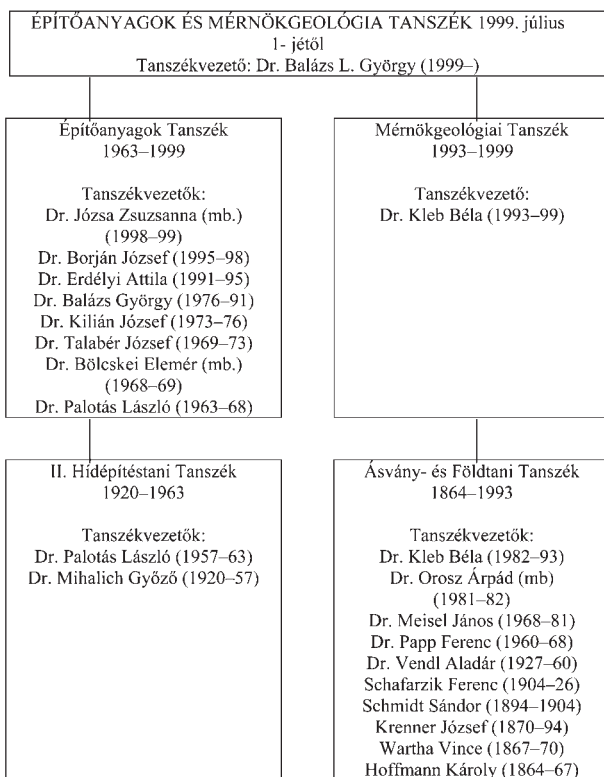 ÉPÍTŐANYAGOK ÉS MÉRNÖKGEOLÓGIA TANSZÉK 1999. július
1- jétől
Tanszékvezető: Dr. Balázs L. György (1999–)
Építőanyagok Tanszék
1963–1999
Tanszékvezetők:
Dr. Józsa Zsuzsanna (mb.)
(1998–99)
Dr. Borján József (1995–98)
Dr. Erdélyi Attila (1991–95)
Dr. Balázs György (1976–91)
Dr. Kilián József (1973–76)
Dr. Talabér József (1969–73)
Dr. Bölcskei Elemér (mb.)
(1968–69)
Dr. Palotás László (1963–68)
Mérnökgeológiai Tanszék
1993–1999
Tanszékvezető:
Dr. Kleb Béla (1993–99)
II. Hídépítéstani Tanszék
1920–1963
Tanszékvezetők:
Dr. Palotás László (1957–63)
Dr. Mihalich Győző (1920–57)
Ásvány- és Földtani Tanszék
1864–1993
Tanszékvezetők:
Dr. Kleb Béla (1982–93)
Dr. Orosz Árpád (mb)
(1981–82)
Dr. Meisel János (1968–81)
Dr. Papp Ferenc (1960–68)
Dr. Vendl Aladár (1927–60)
Schafarzik Ferenc (1904–26)
Schmidt Sándor (1894–1904)
Krenner József (1870–94)
Wartha Vince (1867–70)
Hoffmann Károly (1864–67)